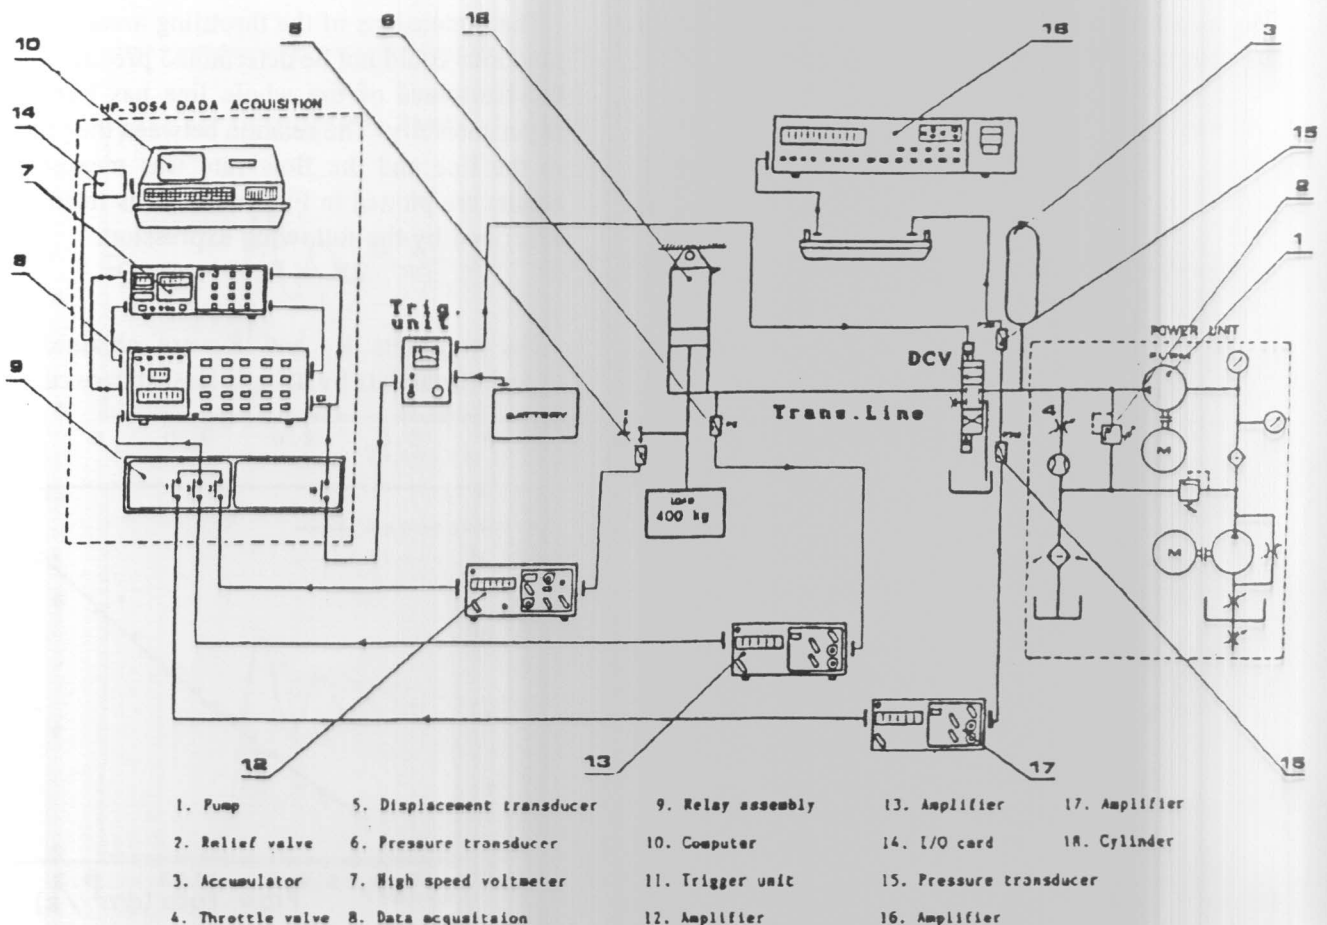 8
6
18
16
3
10
HP-3054 DADA ACQUISITION
14
15
2
7
1
8
Trig.
unit
POWER UNIT
PUPM
DCV
9
BATTERY
Trans.Line
4
M
LOAD
400 kg
M
12
13
17
15
1. Pump
2. Relief valve
3. Accumulator
4. Throttle valve
5. Displacement transducer
6. Pressure transducer
7. High speed voltmeter
8. Data acqusitaion
9. Relay assembly
10. Computer
11. Trigger unit
12. Amplifier
13. Amplifier
14. I/O card
15. Pressure transducer
16. Amplifier
17. Amplifier
18. Cylinder